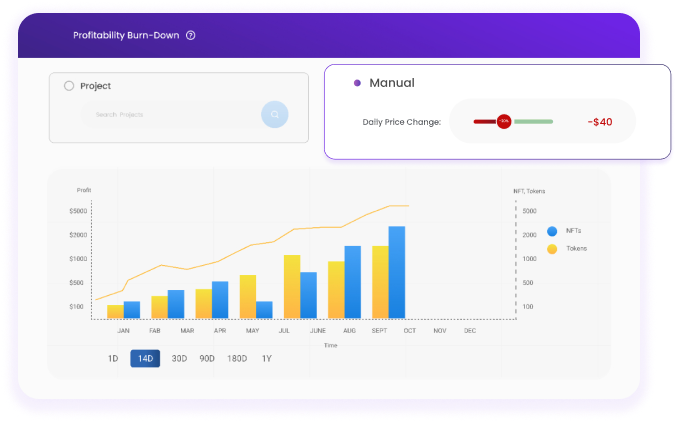 Profitability Burn-Down ?
Project
Search: Projects
Manual
Daily Price Change:
-10%
-$40
Profit
NFT, Tokens
$5000
$2000
$1000
$500
$100
5000
2000
1000
500
100
NFTs
Tokens
JAN FAB MAR APR MAY JUL JUNE AUG SEPT OCT NOV DEC
Time
1D 14D 30D 90D 180D 1Y